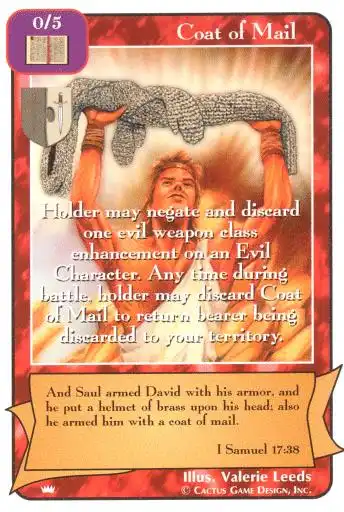 0/5
Coat of Mail
Holder may negate and discard
one evil weapon class
enhancement on an Evil
Character. Any time during
battle, holder may discard Coat
of Mail to return bearer being
discarded to your territory.
And Saul armed David with his armor, and
he put a helmet of brass upon his head; also
he armed him with a coat of mail.
I Samuel 17:38
Illus. Valerie Leeds
© Cactus Game Design, Inc.